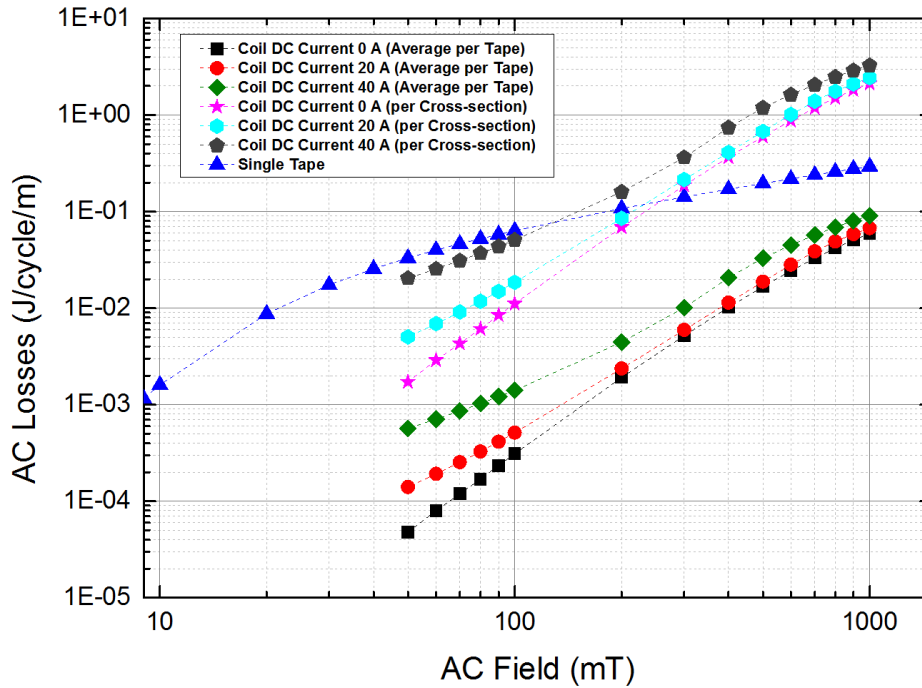 1E+01
1E+00
1E-01
1E-02
1E-03
1E-04
1E-05
AC Losses (J/cycle/m)
Coil DC Current 0 A (Average per Tape)
Coil DC Current 20 A (Average per Tape)
Coil DC Current 40 A (Average per Tape)
Coil DC Current 0 A (per Cross-section)
Coil DC Current 20 A (per Cross-section)
Coil DC Current 40 A (per Cross-section)
Single Tape
10 100 1000
AC Field (mT)